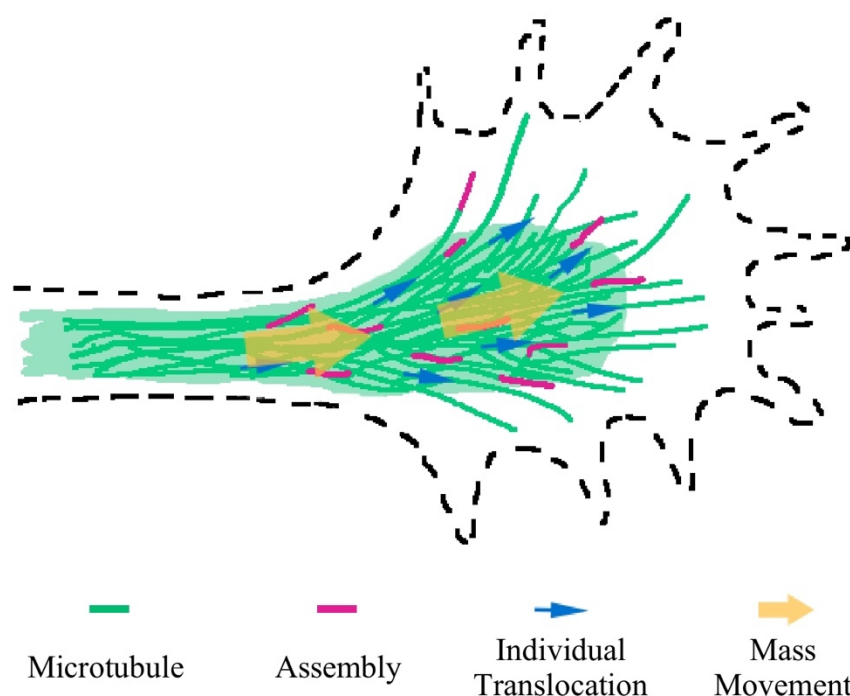 Microtubule
Assembly
Individual
Translocation
Mass
Movement